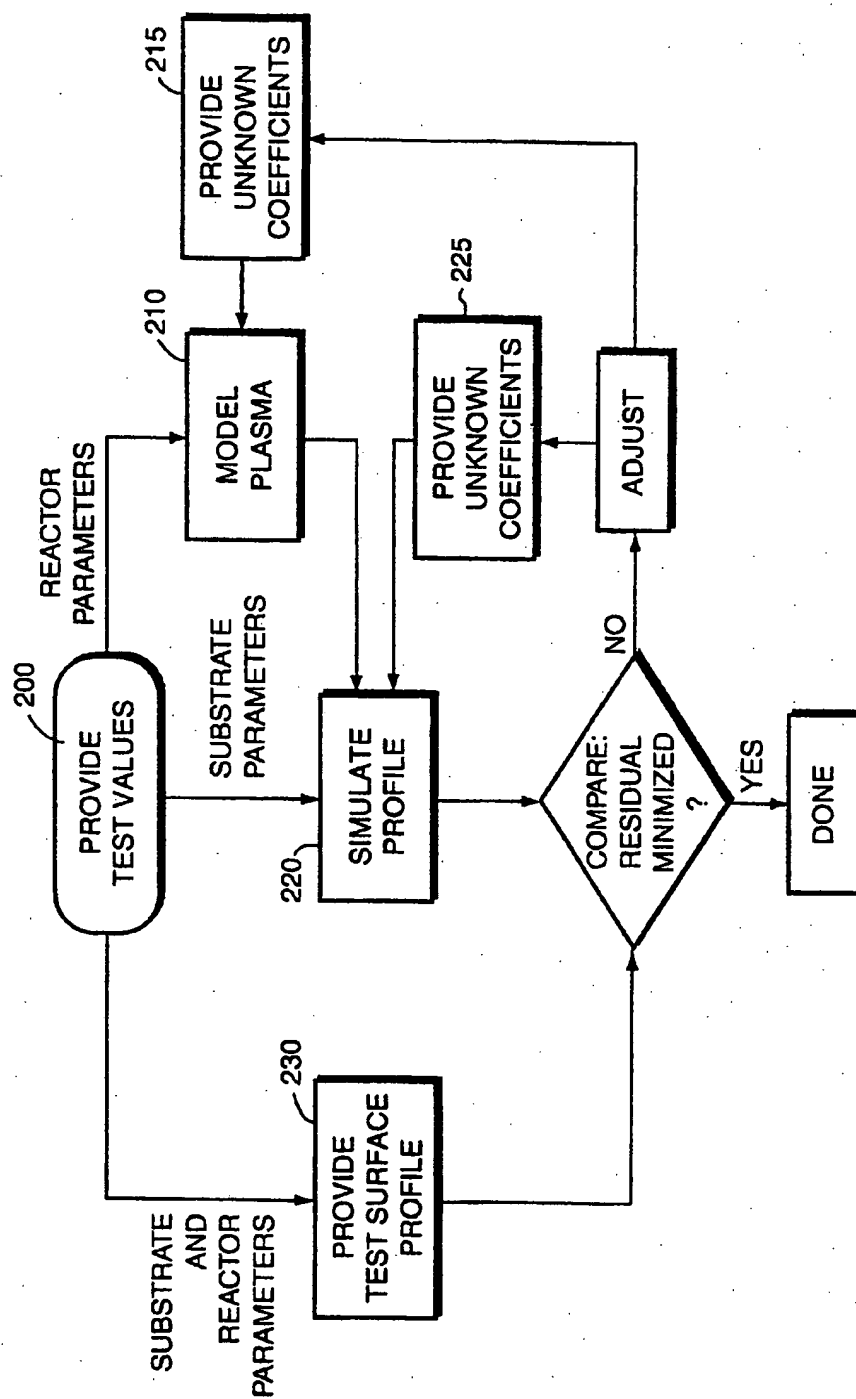 200
PROVIDE
TEST VALUES
REACTOR
PARAMETERS
SUBSTRATE
PARAMETERS
SUBSTRATE
AND
REACTOR
PARAMETERS
210
MODEL
PLASMA
215
PROVIDE
UNKNOWN
COEFFICIENTS
220
SIMULATE
PROFILE
225
PROVIDE
UNKNOWN
COEFFICIENTS
230
PROVIDE
TEST SURFACE
PROFILE
COMPARE:
RESIDUAL
MINIMIZED
?
NO
ADJUST
YES
DONE